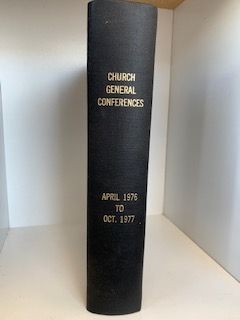 CHURCH
GENERAL
CONFERENCES
APRIL 1976
TO
OCT. 1977